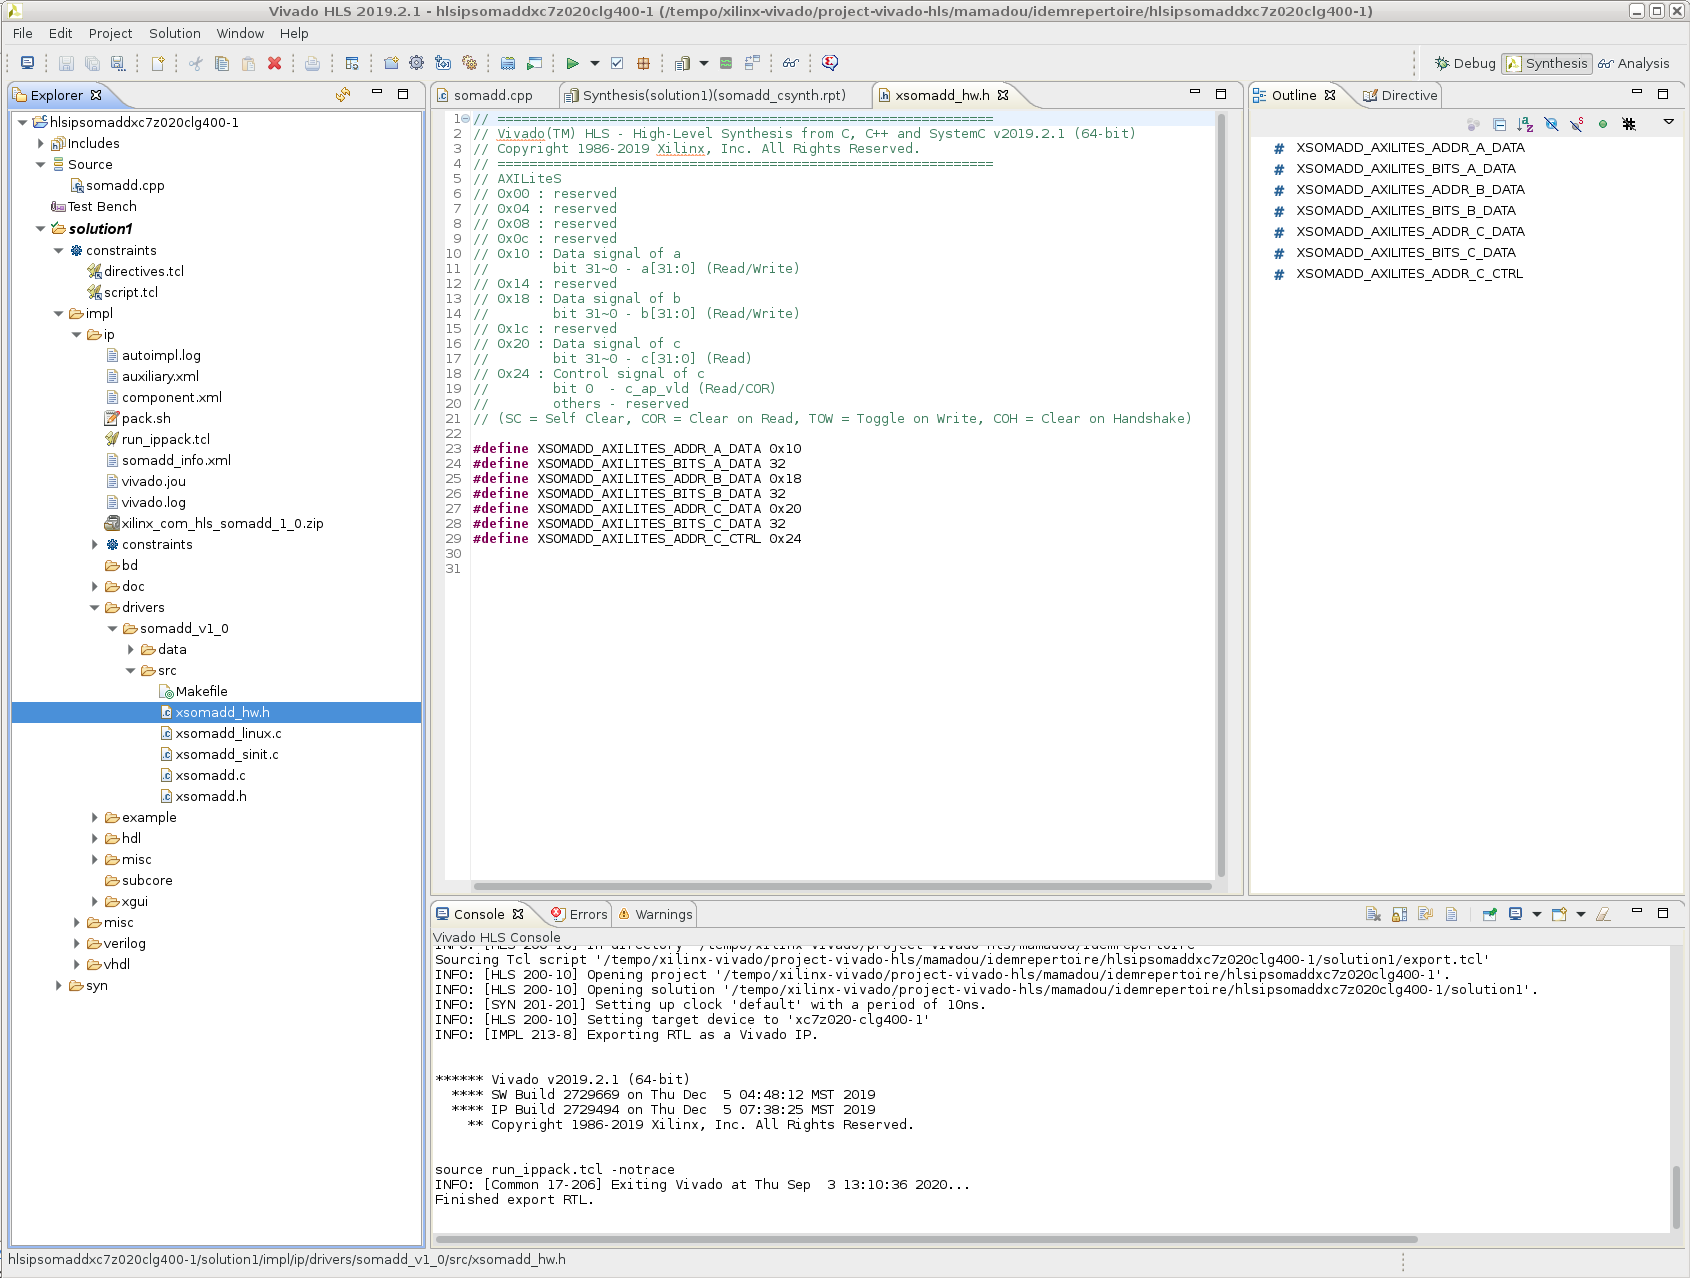 Vivado HLS 2019.2.1 - hlsipsomaddxc7z020clg400-1 (/tempo/xilinx-vivado/project-vivado-hls/mamadou/idemrepertoire/hlsipsomaddxc7z020clg400-1)
File Edit Project Solution Window Help
Debug Synthesis Analysis
Explorer
hlsipsomaddxc7z020clg400-1
Includes
Source
somadd.cpp
Test Bench
solution1
constraints
directives.tcl
script.tcl
impl
ip
autoimpl.log
auxiliary.xml
component.xml
pack.sh
run_ippack.tcl
somadd_info.xml
vivado.jou
vivado.log
xilinx_com_hls_somadd_1_0.zip
constraints
bd
doc
drivers
somadd_v1_0
data
src
Makefile
xsomadd_hw.h
xsomadd_linux.c
xsomadd_sinit.c
xsomadd.c
xsomadd.h
example
hdl
misc
subcore
xgui
misc
verilog
vhdl
syn
somadd.cpp Synthesis(solution1)(somadd_csynth.rpt) xsomadd_hw.h
1 // ==============================================================
2 // Vivado(TM) HLS - High-Level Synthesis from C, C++ and SystemC v2019.2.1 (64-bit)
3 // Copyright 1986-2019 Xilinx, Inc. All Rights Reserved.
4 // ==============================================================
5 // AXILiteS
6 // 0x00 : reserved
7 // 0x04 : reserved
8 // 0x08 : reserved
9 // 0x0c : reserved
10 // 0x10 : Data signal of a
11 //        bit 31~0 - a[31:0] (Read/Write)
12 // 0x14 : reserved
13 // 0x18 : Data signal of b
14 //        bit 31~0 - b[31:0] (Read/Write)
15 // 0x1c : reserved
16 // 0x20 : Data signal of c
17 //        bit 31~0 - c[31:0] (Read)
18 // 0x24 : Control signal of c
19 //        bit 0  - c_ap_vld (Read/COR)
20 //        others - reserved
21 // (SC = Self Clear, COR = Clear on Read, TOW = Toggle on Write, COH = Clear on Handshake)
22
23 #define XSOMADD_AXILITES_ADDR_A_DATA 0x10
24 #define XSOMADD_AXILITES_BITS_A_DATA 32
25 #define XSOMADD_AXILITES_ADDR_B_DATA 0x18
26 #define XSOMADD_AXILITES_BITS_B_DATA 32
27 #define XSOMADD_AXILITES_ADDR_C_DATA 0x20
28 #define XSOMADD_AXILITES_BITS_C_DATA 32
29 #define XSOMADD_AXILITES_ADDR_C_CTRL 0x24
30
31
Outline Directive
# XSOMADD_AXILITES_ADDR_A_DATA
# XSOMADD_AXILITES_BITS_A_DATA
# XSOMADD_AXILITES_ADDR_B_DATA
# XSOMADD_AXILITES_BITS_B_DATA
# XSOMADD_AXILITES_ADDR_C_DATA
# XSOMADD_AXILITES_BITS_C_DATA
# XSOMADD_AXILITES_ADDR_C_CTRL
Console Errors Warnings
Vivado HLS Console
INFO: [HLS 200-10] In directory '/tempo/xilinx-vivado/project-vivado-hls/mamadou/idemrepertoire'
Sourcing Tcl script '/tempo/xilinx-vivado/project-vivado-hls/mamadou/idemrepertoire/hlsipsomaddxc7z020clg400-1/solution1/export.tcl'
INFO: [HLS 200-10] Opening project '/tempo/xilinx-vivado/project-vivado-hls/mamadou/idemrepertoire/hlsipsomaddxc7z020clg400-1'.
INFO: [HLS 200-10] Opening solution '/tempo/xilinx-vivado/project-vivado-hls/mamadou/idemrepertoire/hlsipsomaddxc7z020clg400-1/solution1'.
INFO: [SYN 201-201] Setting up clock 'default' with a period of 10ns.
INFO: [HLS 200-10] Setting target device to 'xc7z020-clg400-1'
INFO: [IMPL 213-8] Exporting RTL as a Vivado IP.
****** Vivado v2019.2.1 (64-bit)
**** SW Build 2729669 on Thu Dec  5 04:48:12 MST 2019
**** IP Build 2729494 on Thu Dec  5 07:38:25 MST 2019
** Copyright 1986-2019 Xilinx, Inc. All Rights Reserved.
source run_ippack.tcl -notrace
INFO: [Common 17-206] Exiting Vivado at Thu Sep  3 13:10:36 2020...
Finished export RTL.
hlsipsomaddxc7z020clg400-1/solution1/impl/ip/drivers/somadd_v1_0/src/xsomadd_hw.h